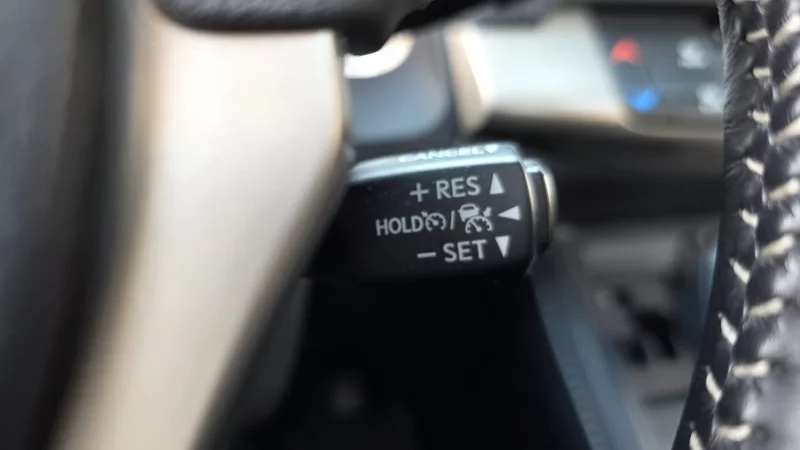 CANCEL
+ RES
HOLD /
- SET